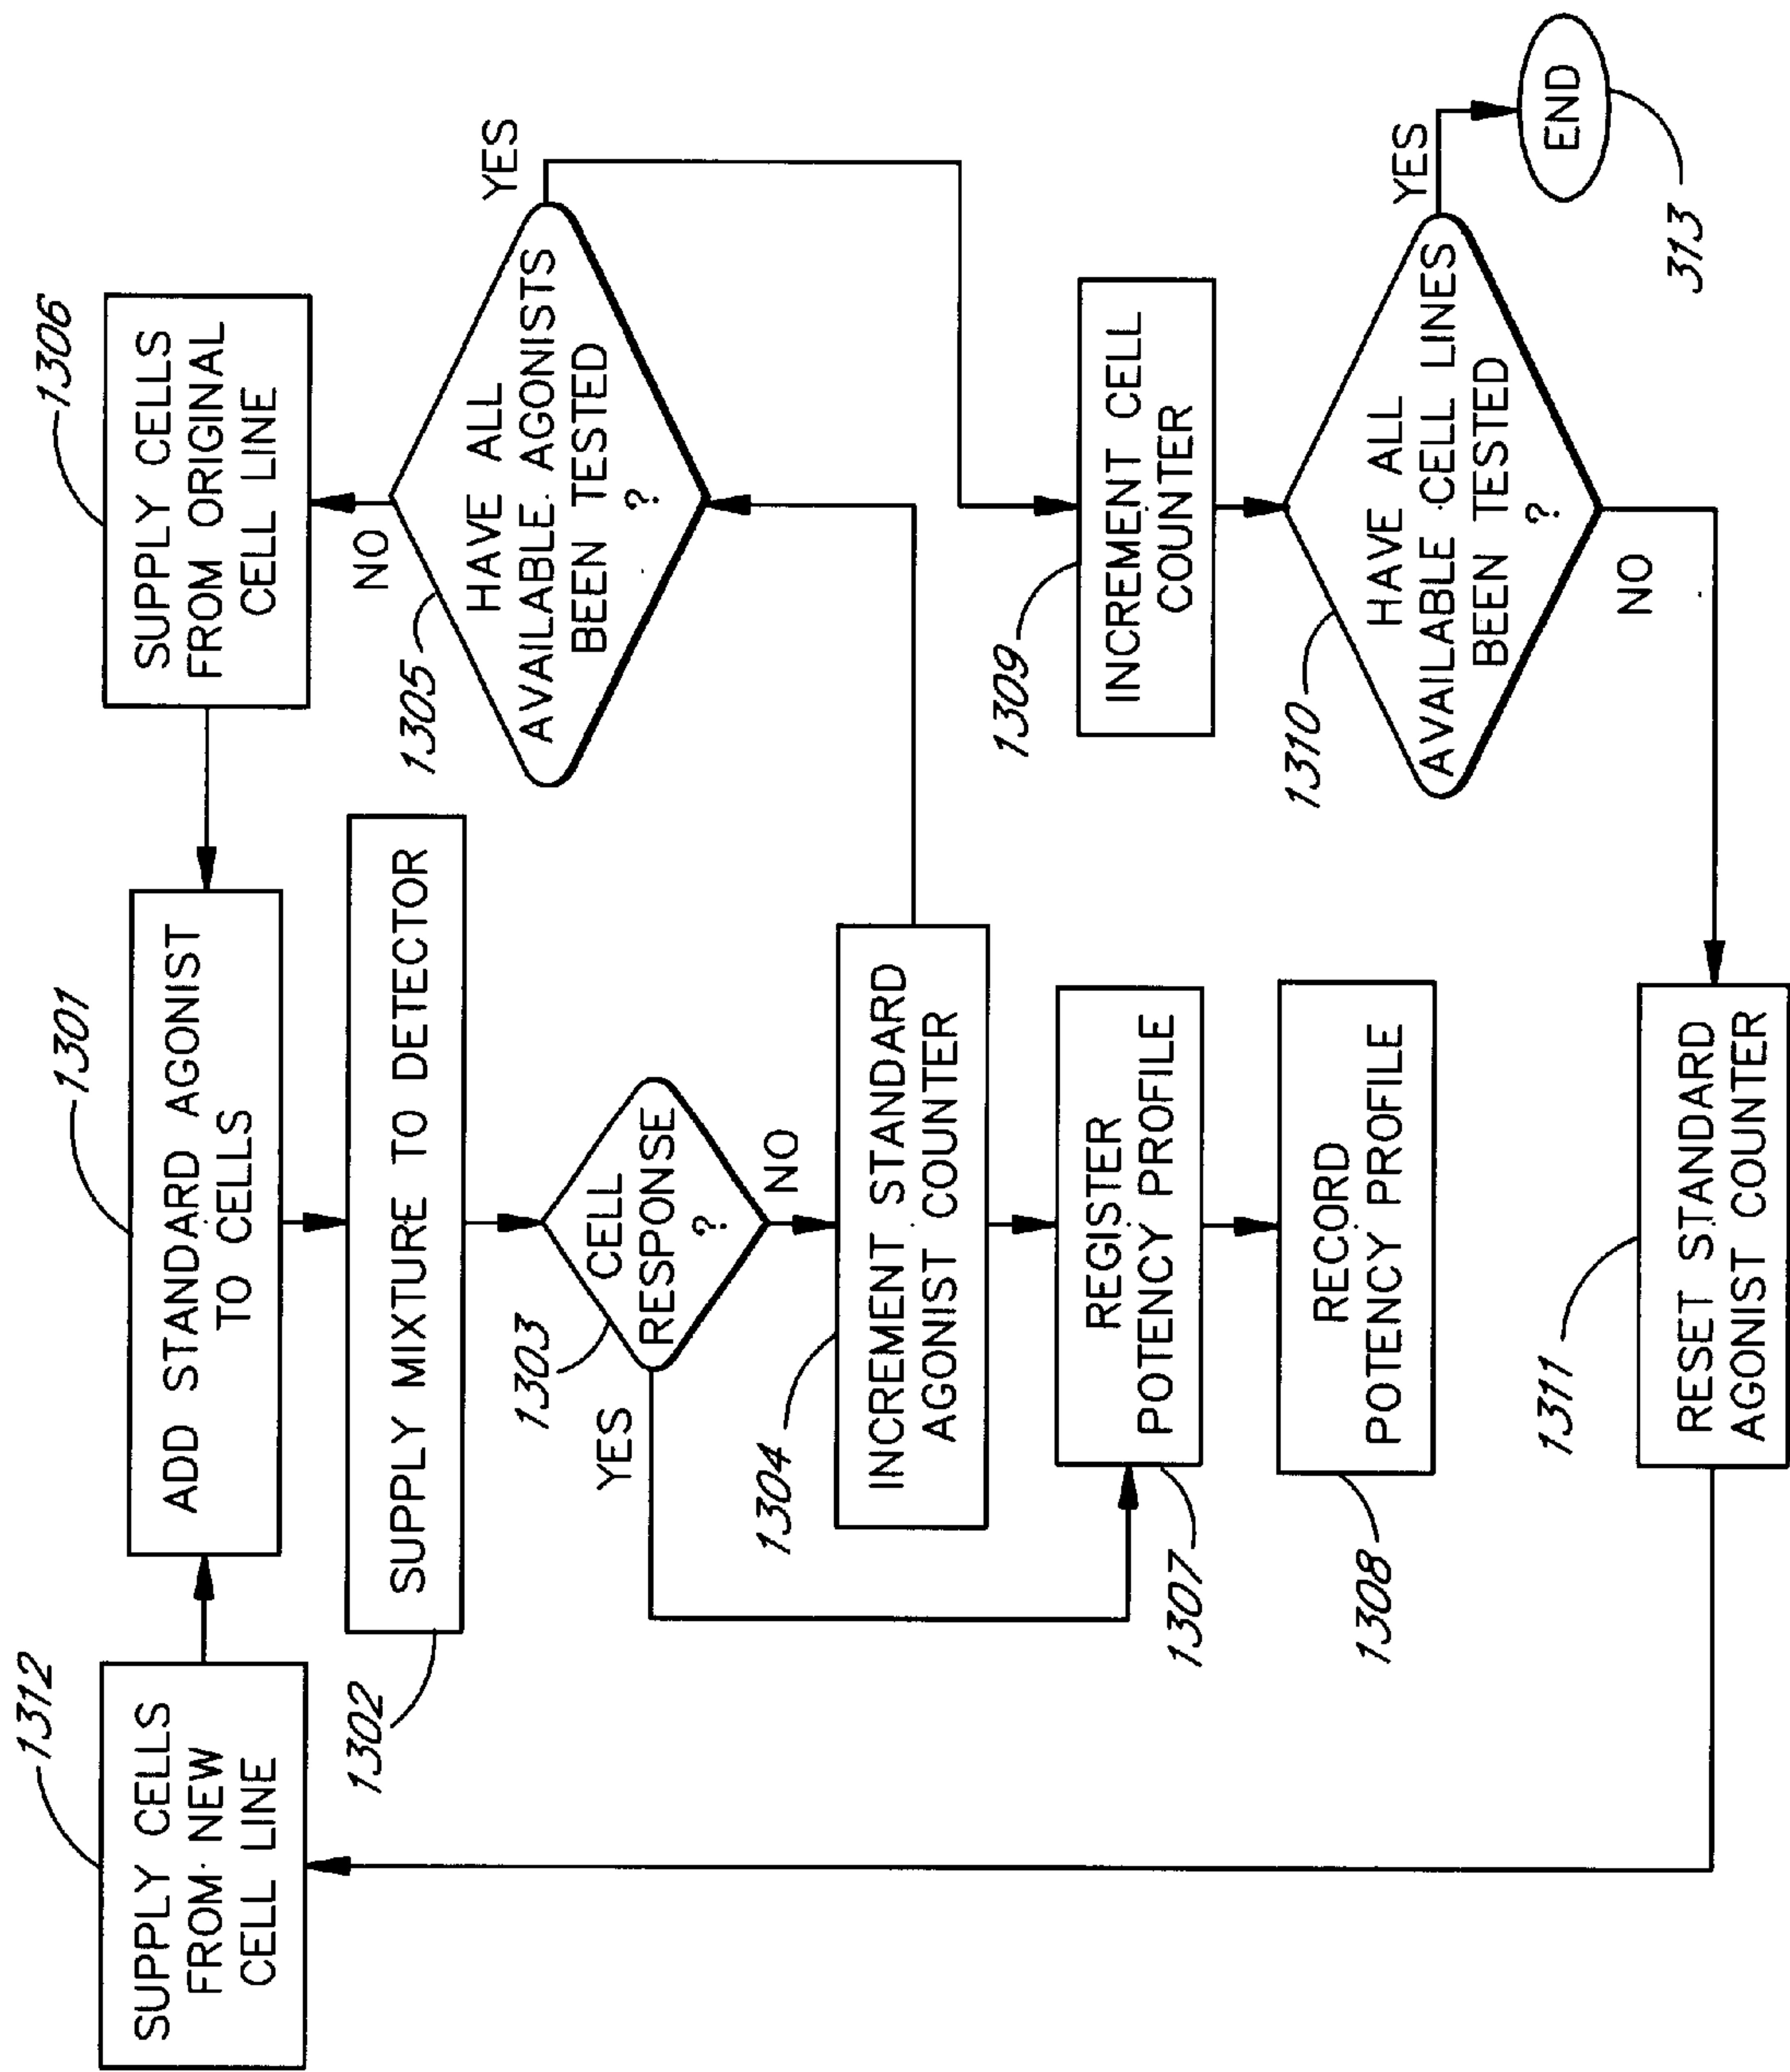 1312
SUPPLY CELLS
FROM NEW
CELL LINE
1301
ADD STANDARD AGONIST
TO CELLS
1306
SUPPLY CELLS
FROM ORIGINAL
CELL LINE
1302
SUPPLY MIXTURE TO DETECTOR
1303
CELL
RESPONSE
?
YES
NO
1304
INCREMENT STANDARD
AGONIST COUNTER
1305
HAVE ALL
AVAILABLE AGONISTS
BEEN TESTED
?
NO
YES
1307
REGISTER
POTENCY PROFILE
1308
RECORD
POTENCY PROFILE
1309
INCREMENT CELL
COUNTER
1310
HAVE ALL
AVAILABLE CELL LINES
BEEN TESTED
?
YES
NO
END
313
1311
RESET STANDARD
AGONIST COUNTER